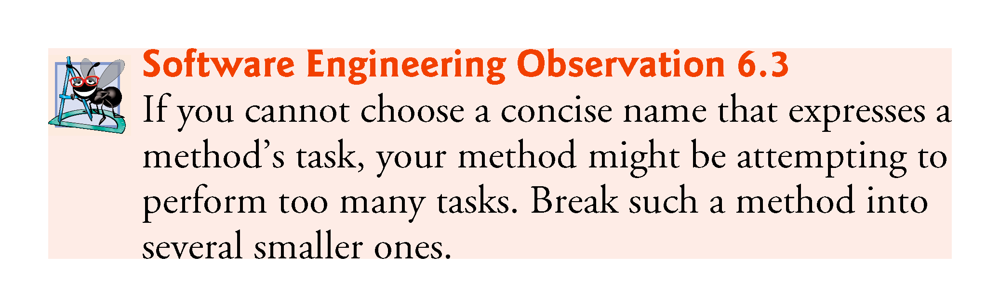 Software Engineering Observation 6.3
If you cannot choose a concise name that expresses a
method’s task, your method might be attempting to
perform too many tasks. Break such a method into
several smaller ones.